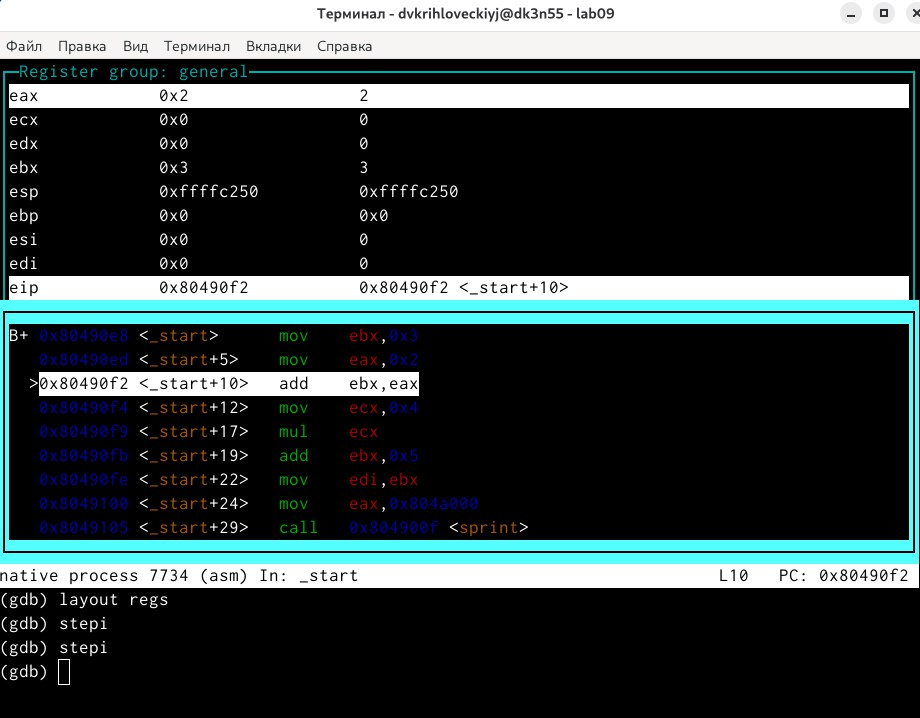 Терминал - dvkrihloveckiyj@dk3n55 - lab09
Файл Правка Вид Терминал Вкладки Справка
Register group: general
eax 0x2 2
ecx 0x0 0
edx 0x0 0
ebx 0x3 3
esp 0xffffc250 0xffffc250
ebp 0x0 0x0
esi 0x0 0
edi 0x0 0
eip 0x80490f2 0x80490f2 <_start+10>
B+ 0x80490e8 <_start> mov ebx,0x3
0x80490ed <_start+5> mov eax,0x2
>0x80490f2 <_start+10> add ebx,eax
0x80490f4 <_start+12> mov ecx,0x4
0x80490f9 <_start+17> mul ecx
0x80490fb <_start+19> add ebx,0x5
0x80490fe <_start+22> mov edi,ebx
0x8049100 <_start+24> mov eax,0x804a000
0x8049105 <_start+29> call 0x804900f <sprint>
native process 7734 (asm) In: _start L10 PC: 0x80490f2
(gdb) layout regs
(gdb) stepi
(gdb) stepi
(gdb)